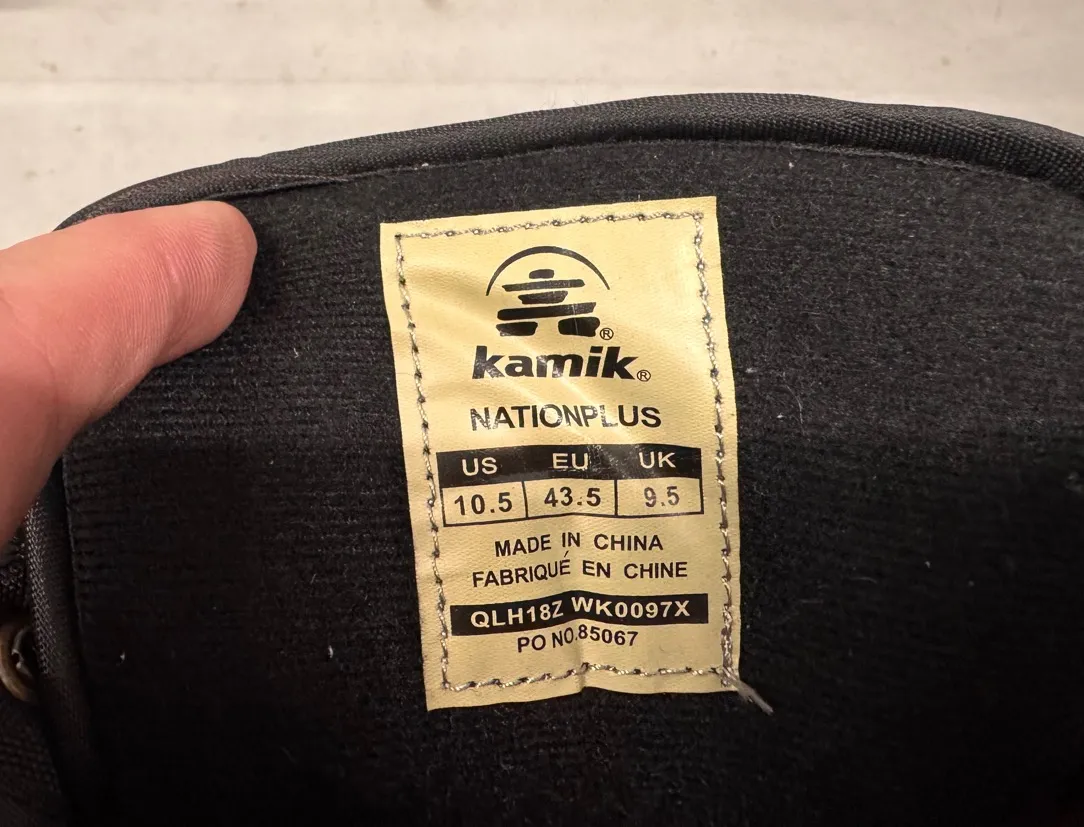 kamik®
NATIONPLUS
US EU UK
10.5 43.5 9.5
MADE IN CHINA
FABRIQUÉ EN CHINE
QLH18Z WK0097X
PO NO.85067